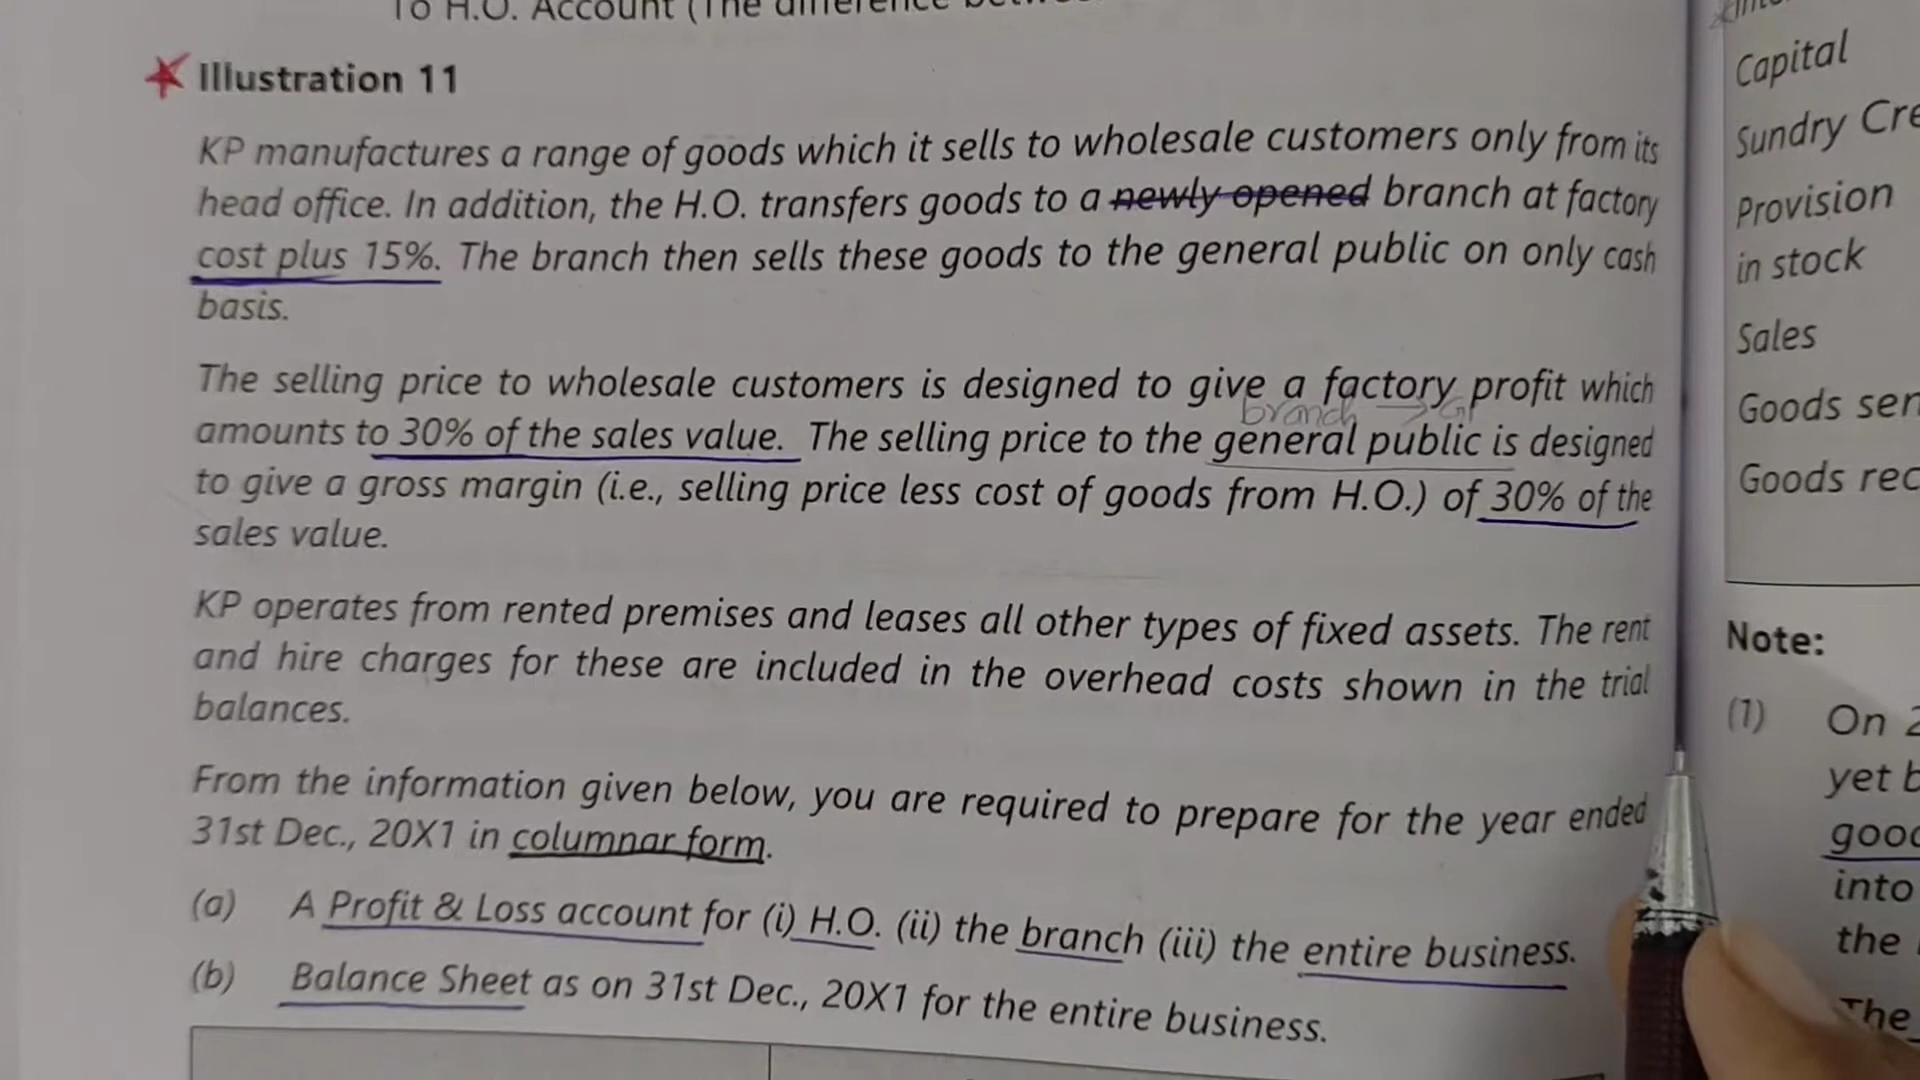 To H.O. Account (The difference
★ Illustration 11
KP manufactures a range of goods which it sells to wholesale customers only from its
head office. In addition, the H.O. transfers goods to a newly opened branch at factory
cost plus 15%. The branch then sells these goods to the general public on only cash
basis.
The selling price to wholesale customers is designed to give a factory profit which
branch → GP
amounts to 30% of the sales value. The selling price to the general public is designed
to give a gross margin (i.e., selling price less cost of goods from H.O.) of 30% of the
sales value.
KP operates from rented premises and leases all other types of fixed assets. The rent
and hire charges for these are included in the overhead costs shown in the trial
balances.
From the information given below, you are required to prepare for the year ended
31st Dec., 20X1 in columnar form.
(a) A Profit & Loss account for (i) H.O. (ii) the branch (iii) the entire business.
(b) Balance Sheet as on 31st Dec., 20X1 for the entire business.
Capital
Sundry Cre
Provision
in stock
Sales
Goods sen
Goods rec
Note:
(1) On 2
yet b
good
into
the
The